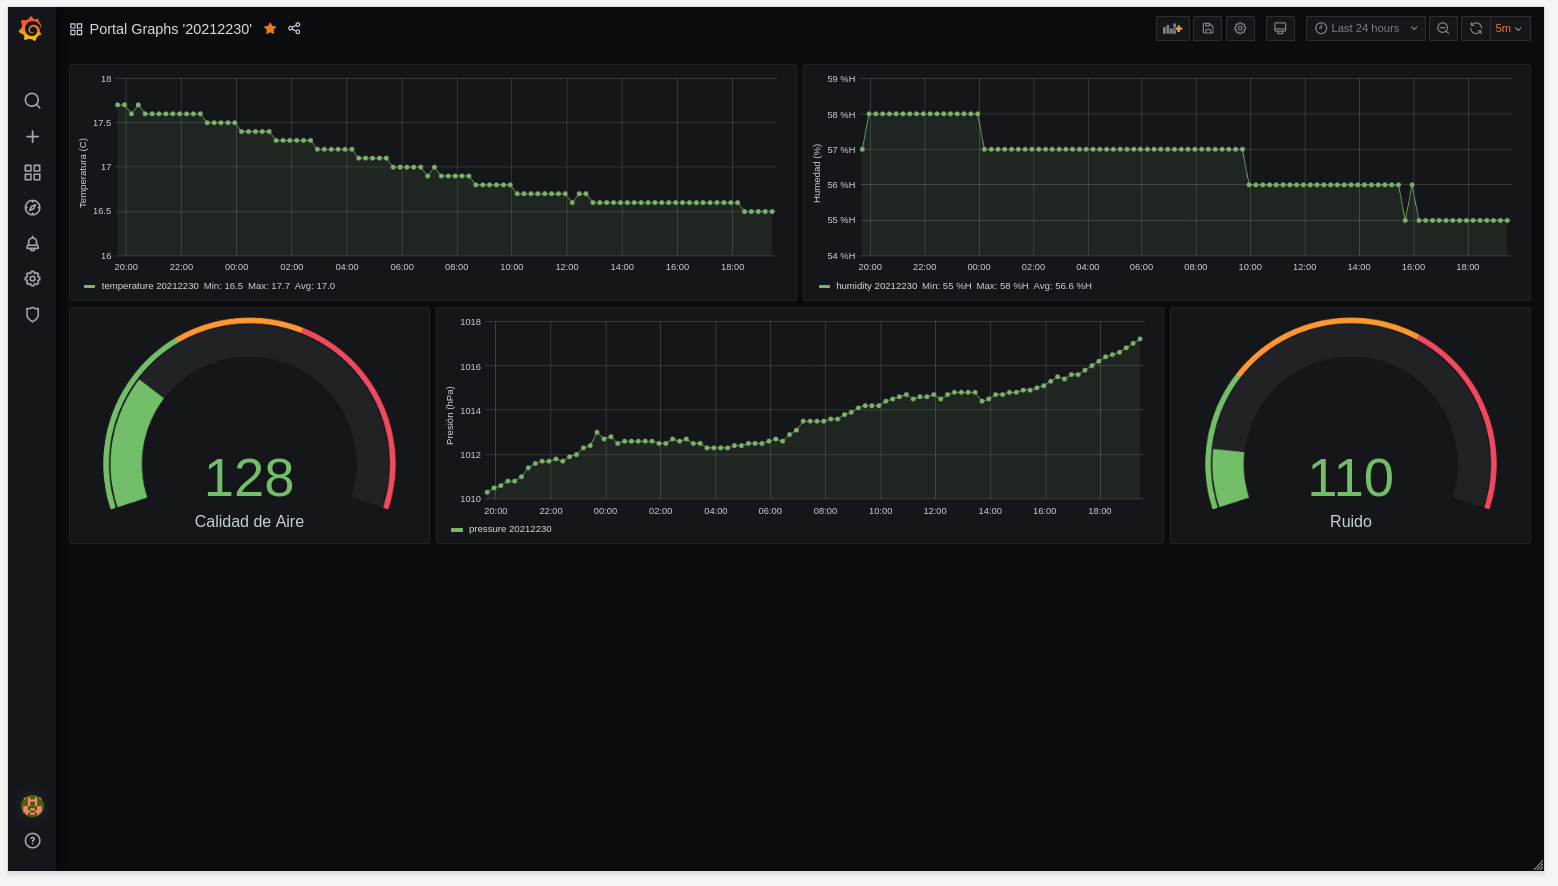 Portal Graphs '20212230'
Last 24 hours
5m
18
17.5
17
16.5
16
Temperatura (C)
20:00 22:00 00:00 02:00 04:00 06:00 08:00 10:00 12:00 14:00 16:00 18:00
temperature 20212230 Min: 16.5 Max: 17.7 Avg: 17.0
59 %H
58 %H
57 %H
56 %H
55 %H
54 %H
Humedad (%)
20:00 22:00 00:00 02:00 04:00 06:00 08:00 10:00 12:00 14:00 16:00 18:00
humidity 20212230 Min: 55 %H Max: 58 %H Avg: 56.6 %H
128
Calidad de Aire
1018
1016
1014
1012
1010
Presión (hPa)
20:00 22:00 00:00 02:00 04:00 06:00 08:00 10:00 12:00 14:00 16:00 18:00
pressure 20212230
110
Ruido